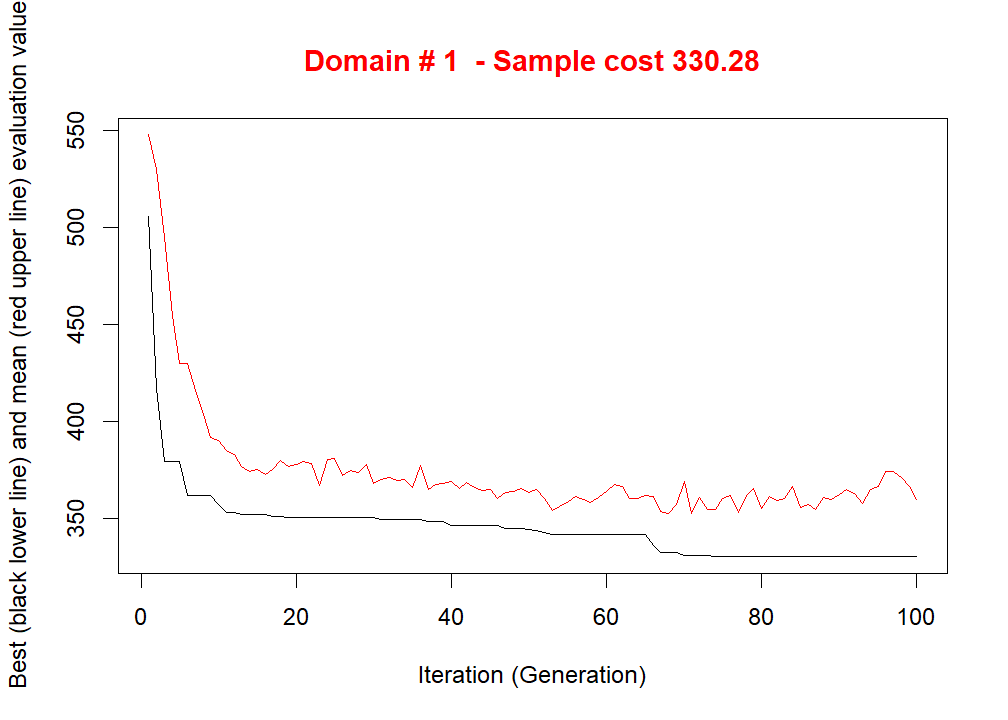 Domain # 1  - Sample cost 330.28
Best (black lower line) and mean (red upper line) evaluation value
550
500
450
400
350
0 20 40 60 80 100
Iteration (Generation)